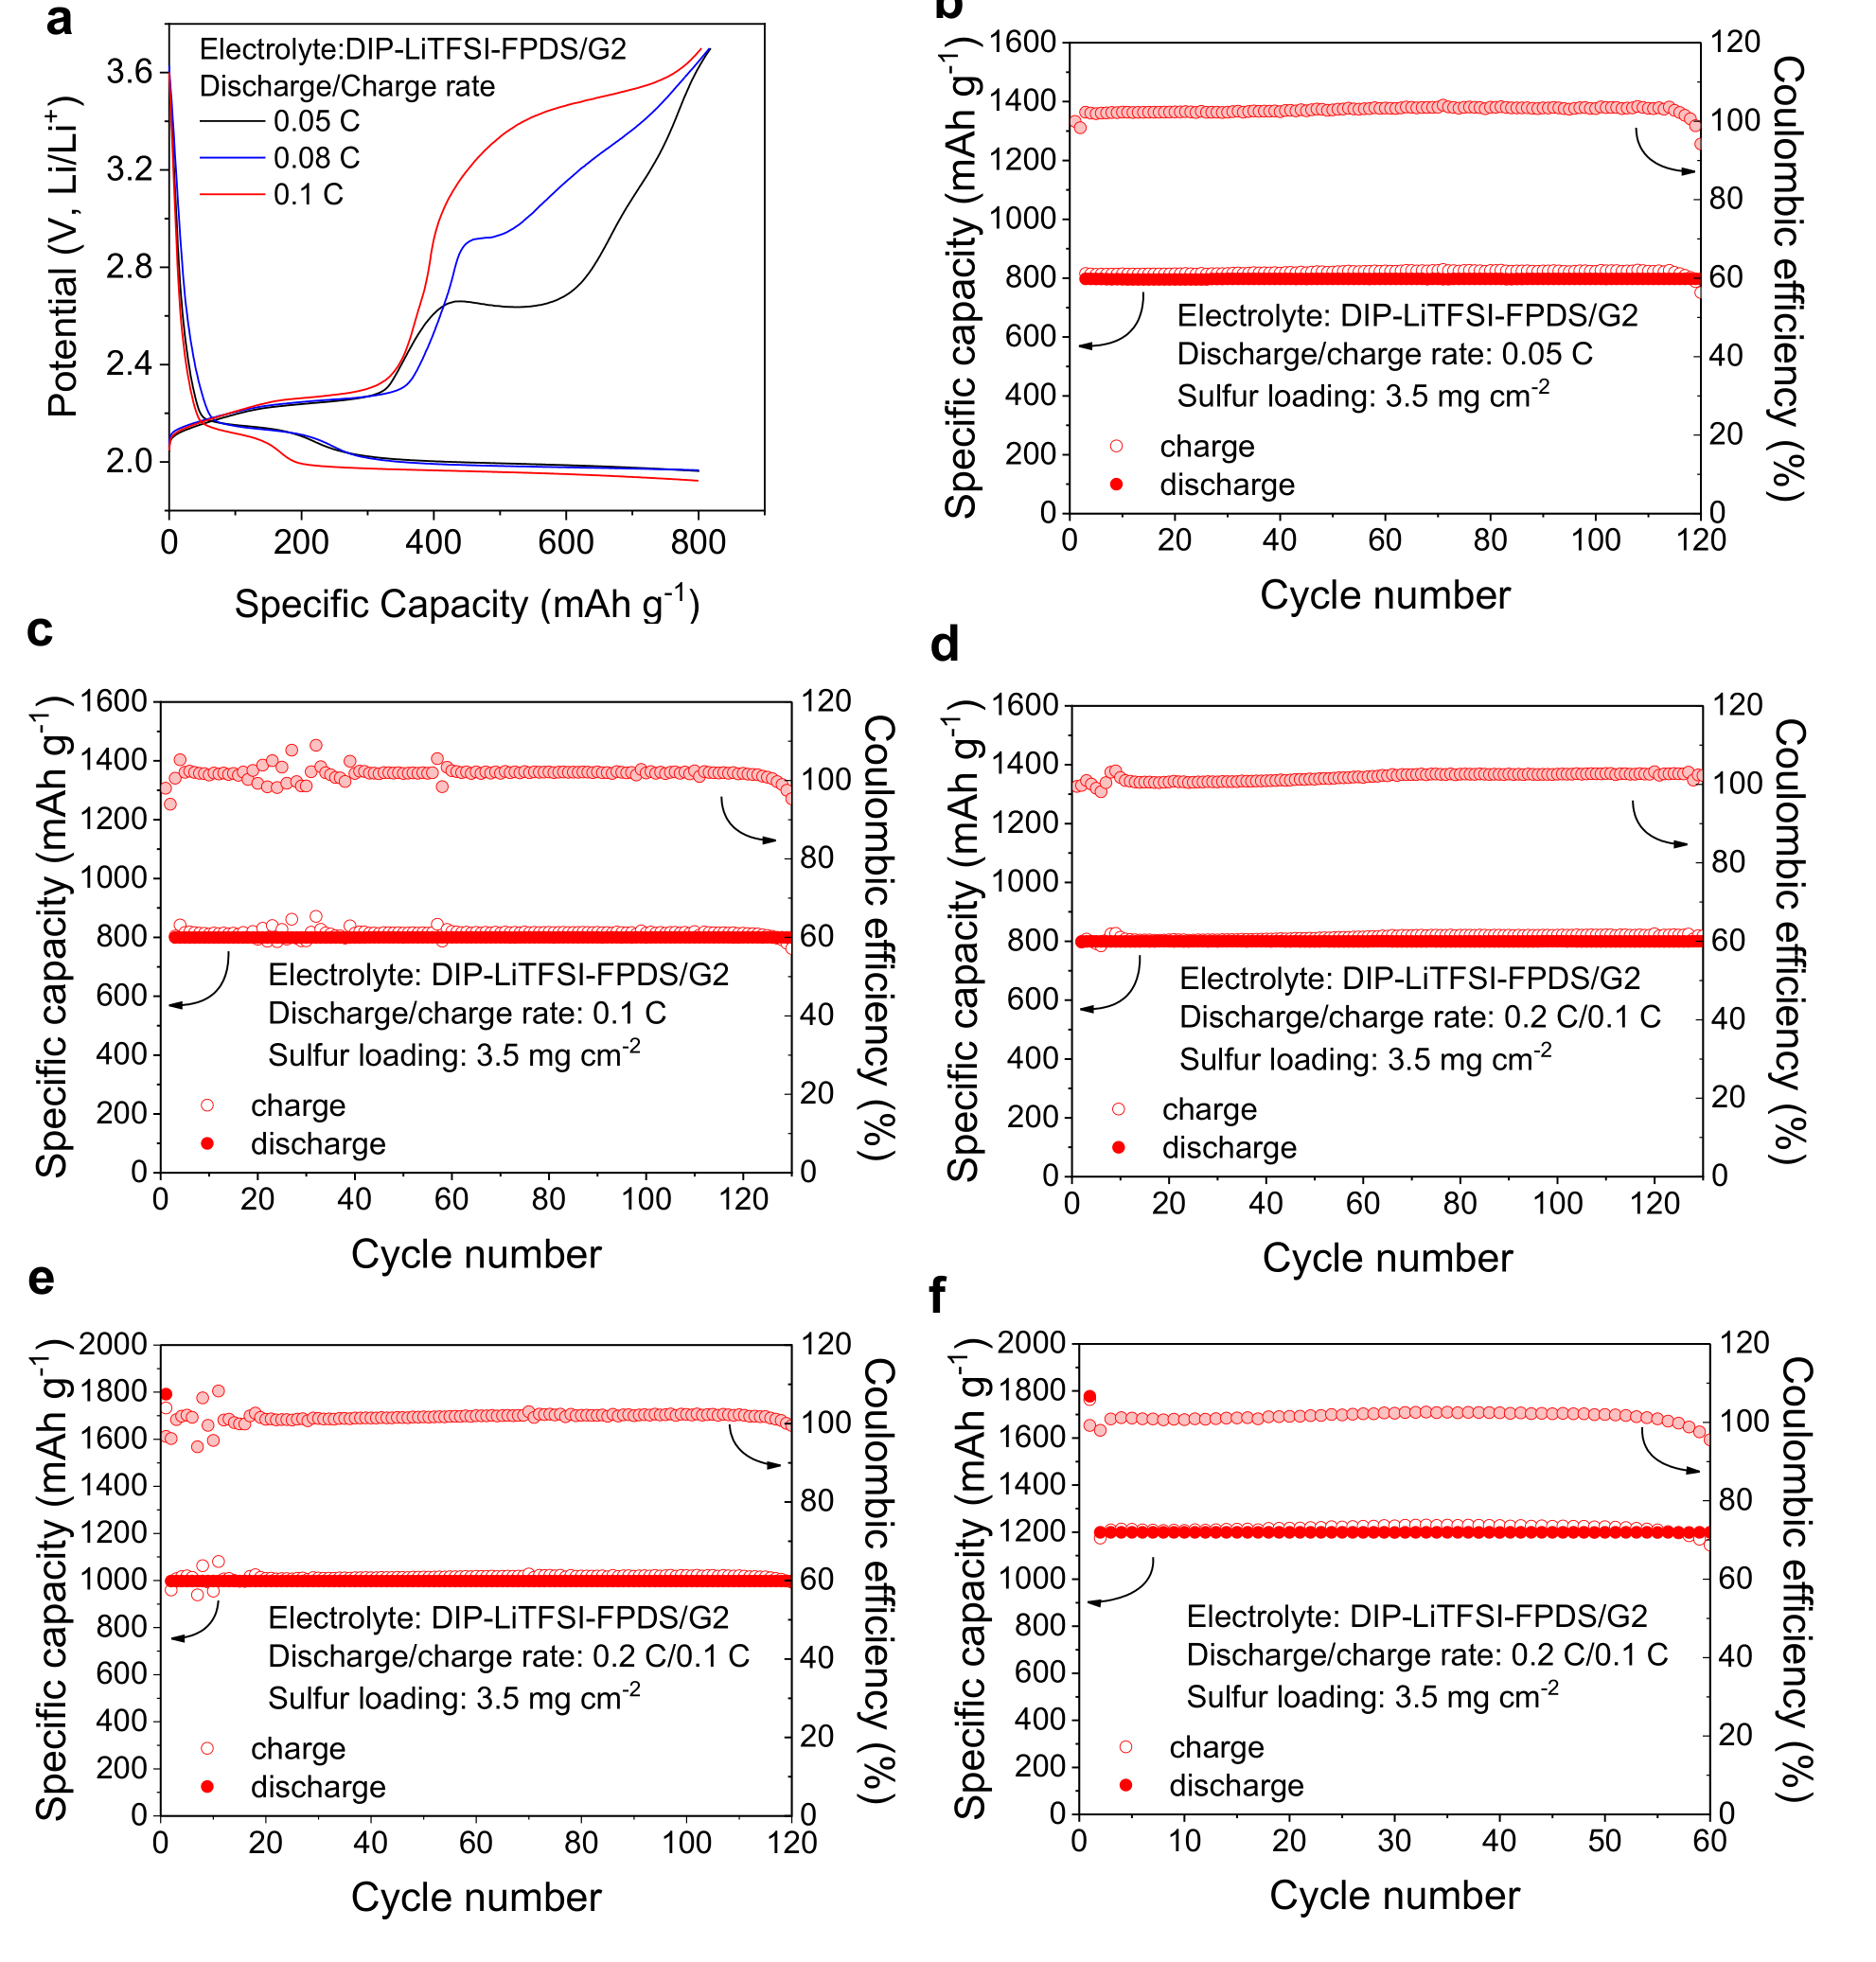 a
Electrolyte:DIP-LiTFSI-FPDS/G2
Discharge/Charge rate
0.05 C
0.08 C
0.1 C
Potential (V, Li/Li⁺)
3.6
3.2
2.8
2.4
2.0
0 200 400 600 800
Specific Capacity (mAh g⁻¹)
b
Specific capacity (mAh g⁻¹)
1600
1400
1200
1000
800
600
400
200
0
Electrolyte: DIP-LiTFSI-FPDS/G2
Discharge/charge rate: 0.05 C
Sulfur loading: 3.5 mg cm⁻²
charge
discharge
120
100
80
60
40
20
0
Coulombic efficiency (%)
0 20 40 60 80 100 120
Cycle number
c
Specific capacity (mAh g⁻¹)
1600
1400
1200
1000
800
600
400
200
0
Electrolyte: DIP-LiTFSI-FPDS/G2
Discharge/charge rate: 0.1 C
Sulfur loading: 3.5 mg cm⁻²
charge
discharge
120
100
80
60
40
20
0
Coulombic efficiency (%)
0 20 40 60 80 100 120
Cycle number
d
Specific capacity (mAh g⁻¹)
1600
1400
1200
1000
800
600
400
200
0
Electrolyte: DIP-LiTFSI-FPDS/G2
Discharge/charge rate: 0.2 C/0.1 C
Sulfur loading: 3.5 mg cm⁻²
charge
discharge
120
100
80
60
40
20
0
Coulombic efficiency (%)
0 20 40 60 80 100 120
Cycle number
e
Specific capacity (mAh g⁻¹)
2000
1800
1600
1400
1200
1000
800
600
400
200
0
Electrolyte: DIP-LiTFSI-FPDS/G2
Discharge/charge rate: 0.2 C/0.1 C
Sulfur loading: 3.5 mg cm⁻²
charge
discharge
120
100
80
60
40
20
0
Coulombic efficiency (%)
0 20 40 60 80 100 120
Cycle number
f
Specific capacity (mAh g⁻¹)
2000
1800
1600
1400
1200
1000
800
600
400
200
0
Electrolyte: DIP-LiTFSI-FPDS/G2
Discharge/charge rate: 0.2 C/0.1 C
Sulfur loading: 3.5 mg cm⁻²
charge
discharge
120
100
80
60
40
20
0
Coulombic efficiency (%)
0 10 20 30 40 50 60
Cycle number